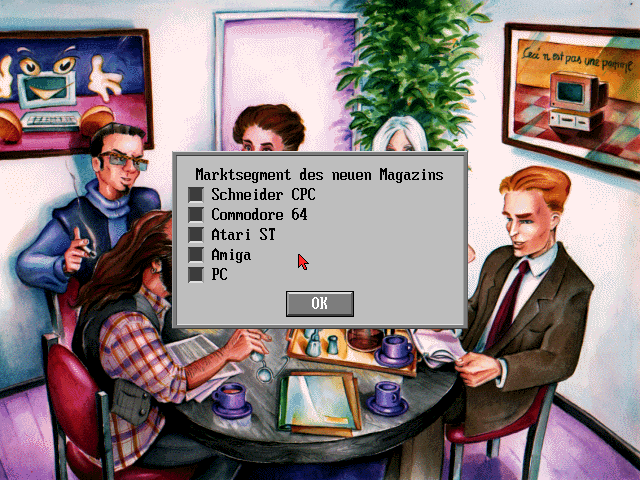 Ceci n'est pas une pomme
Marktsegment des neuen Magazins
Schneider CPC
Commodore 64
Atari ST
Amiga
PC
OK